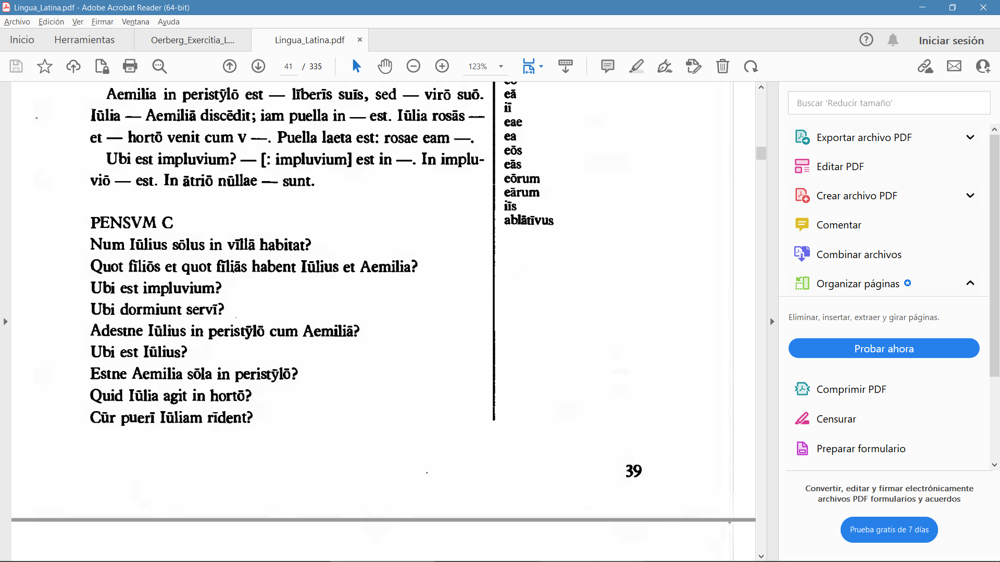 Lingua_Latina.pdf - Adobe Acrobat Reader (64-bit)
Archivo Edición Ver Firmar Ventana Ayuda
Inicio Herramientas Oerberg_Exercitia_L... Lingua_Latina.pdf × Iniciar sesión
41 / 335 123%
Aemilia in peristȳlō est — līberīs suīs, sed — virō suō.
Iūlia — Aemiliā discēdit; iam puella in — est. Iūlia rosās —
et — hortō venit cum v —. Puella laeta est: rosae eam —.
Ubi est impluvium? — [: impluvium] est in —. In implu-
viō — est. In ātriō nūllae — sunt.
PENSVM C
Num Iūlius sōlus in vīllā habitat?
Quot fīliōs et quot fīliās habent Iūlius et Aemilia?
Ubi est impluvium?
Ubi dormiunt servī?
Adestne Iūlius in peristȳlō cum Aemiliā?
Ubi est Iūlius?
Estne Aemilia sōla in peristȳlō?
Quid Iūlia agit in hortō?
Cūr puerī Iūliam rīdent?
eā
iī
eae
ea
eōs
eās
eōrum
eārum
iīs
ablātīvus
39
Buscar 'Reducir tamaño'
Exportar archivo PDF
Editar PDF
Crear archivo PDF
Comentar
Combinar archivos
Organizar páginas
Eliminar, insertar, extraer y girar páginas.
Probar ahora
Comprimir PDF
Censurar
Preparar formulario
Convertir, editar y firmar electrónicamente
archivos PDF formularios y acuerdos
Prueba gratis de 7 días